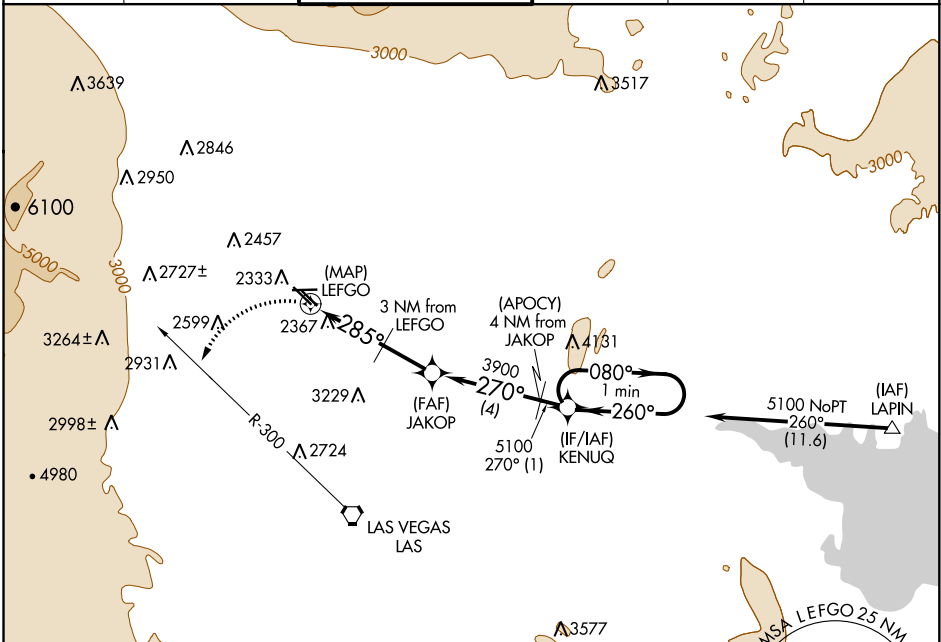 3000
3639
3517
2846
2950
3000
6100
5000
3000
2457
2727±
2333
(MAP)
LEFGO
3 NM from
LEFGO
(APOCY)
4 NM from
JAKOP
2599
2367
285°
3264±
2931
4131
3900
270°
(4)
080°
1 min
260°
(IAF)
LAPIN
5100 NoPT
260°
(11.6)
3229
(FAF)
JAKOP
5100
270° (1)
(IF/IAF)
KENUQ
2998±
R-300
2724
4980
LAS VEGAS
LAS
3577
MSA LEFGO 25 NM